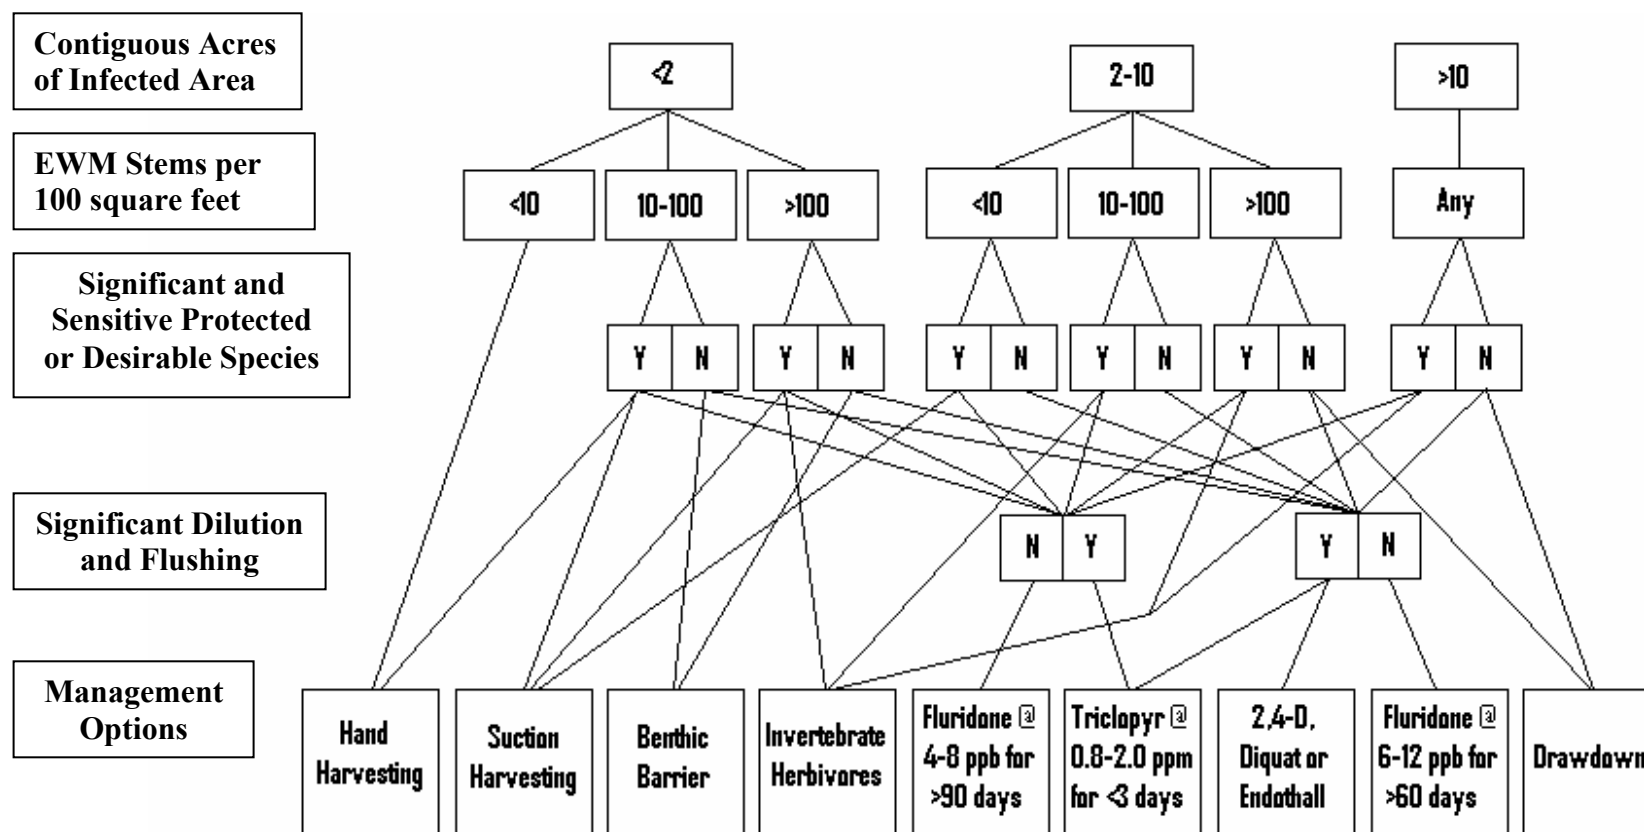 Contiguous Acres
of Infected Area
<2
2-10
>10
EWM Stems per
100 square feet
<10
10-100
>100
<10
10-100
>100
Any
Significant and
Sensitive Protected
or Desirable Species
Y N
Y N
Y N
Y N
Y N
Y N
Significant Dilution
and Flushing
N Y
Y N
Management
Options
Hand
Harvesting
Suction
Harvesting
Benthic
Barrier
Invertebrate
Herbivores
Fluridone @
4-8 ppb for
>90 days
Triclopyr @
0.8-2.0 ppm
for <3 days
2,4-D,
Diquat or
Endothall
Fluridone @
6-12 ppb for
>60 days
Drawdown